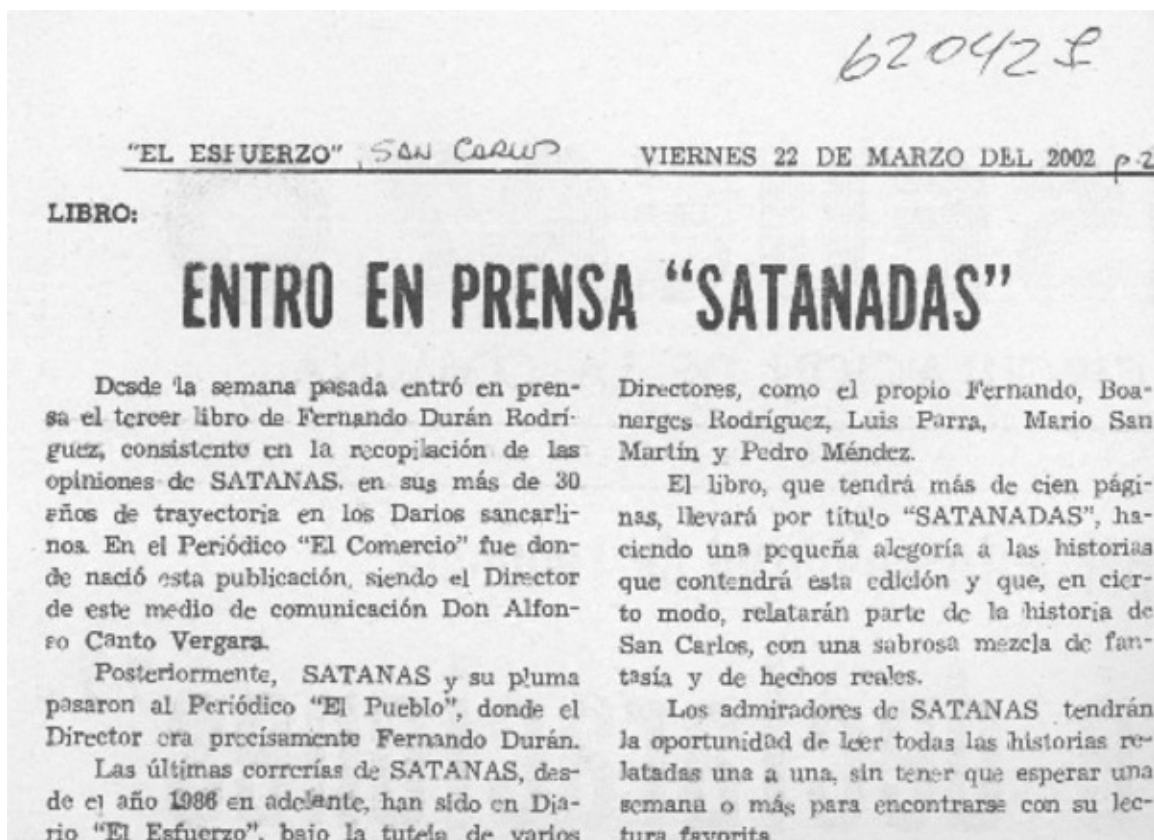 62042
"EL ESFUERZO", SAN CARLOS VIERNES 22 DE MARZO DEL 2002 p.2
LIBRO:
ENTRO EN PRENSA "SATANADAS"
Desde la semana pasada entró en pren-
sa el tercer libro de Fernando Durán Rodrí-
guez, consistente en la recopilación de las
opiniones de SATANAS, en sus más de 30
años de trayectoria en los Darios sancarli-
nos. En el Periódico "El Comercio" fue don-
de nació esta publicación, siendo el Director
de este medio de comunicación Don Alfon-
so Canto Vergara.
Posteriormente, SATANAS y su pluma
pasaron al Periódico "El Pueblo", donde el
Director era precisamente Fernando Durán.
Las últimas correrías de SATANAS, des-
de el año 1986 en adelante, han sido en Dia-
rio "El Esfuerzo", bajo la tutela de varios
Directores, como el propio Fernando, Boa-
nerges Rodríguez, Luis Parra, Mario San
Martín y Pedro Méndez.
El libro, que tendrá más de cien pági-
nas, llevará por título "SATANADAS", ha-
ciendo una pequeña alegoría a las historias
que contendrá esta edición y que, en cier-
to modo, relatarán parte de la historia de
San Carlos, con una sabrosa mezcla de fan-
tasía y de hechos reales.
Los admiradores de SATANAS tendrán
la oportunidad de leer todas las historias re-
latadas una a una, sin tener que esperar una
semana o más para encontrarse con su lec-
tura favorita.